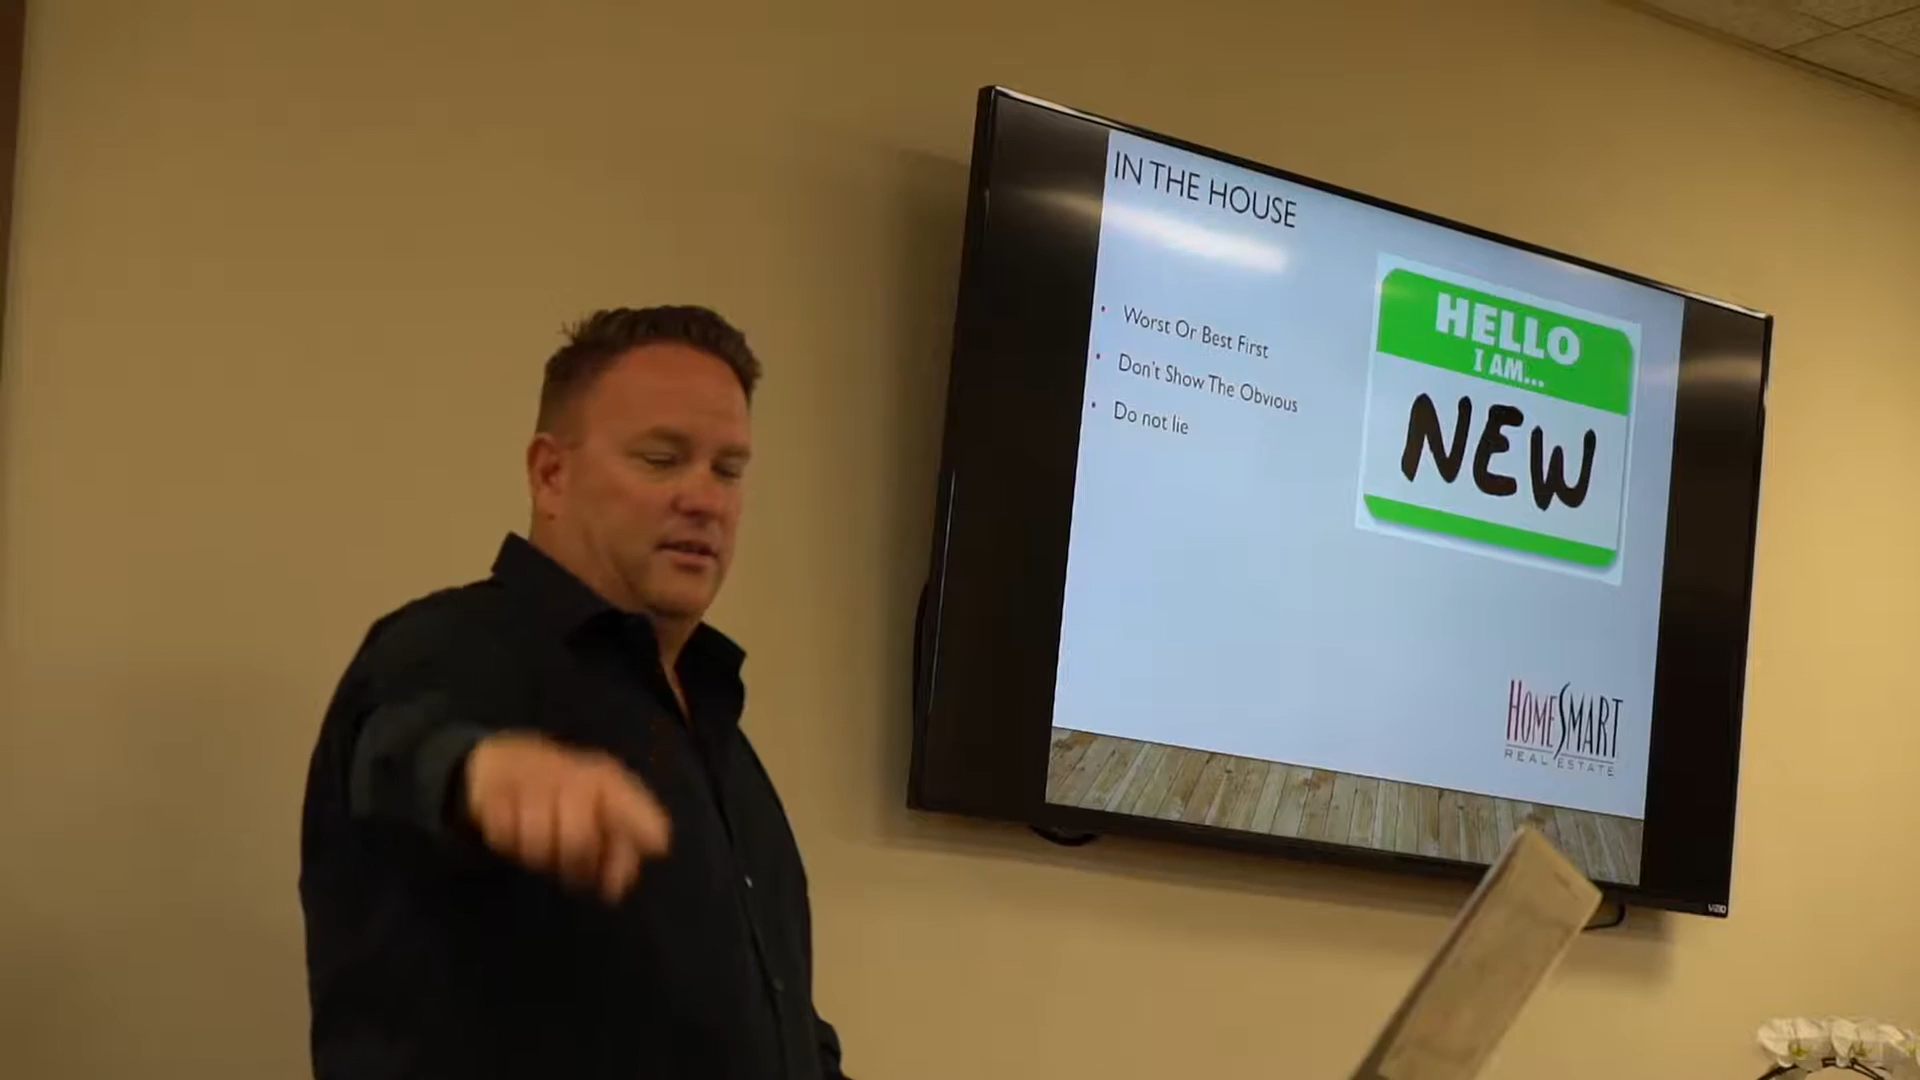 IN THE HOUSE
Worst Or Best First
Don't Show The Obvious
Do not lie
HELLO
I AM...
NEW
HOMESMART
REAL ESTATE
VIZIO